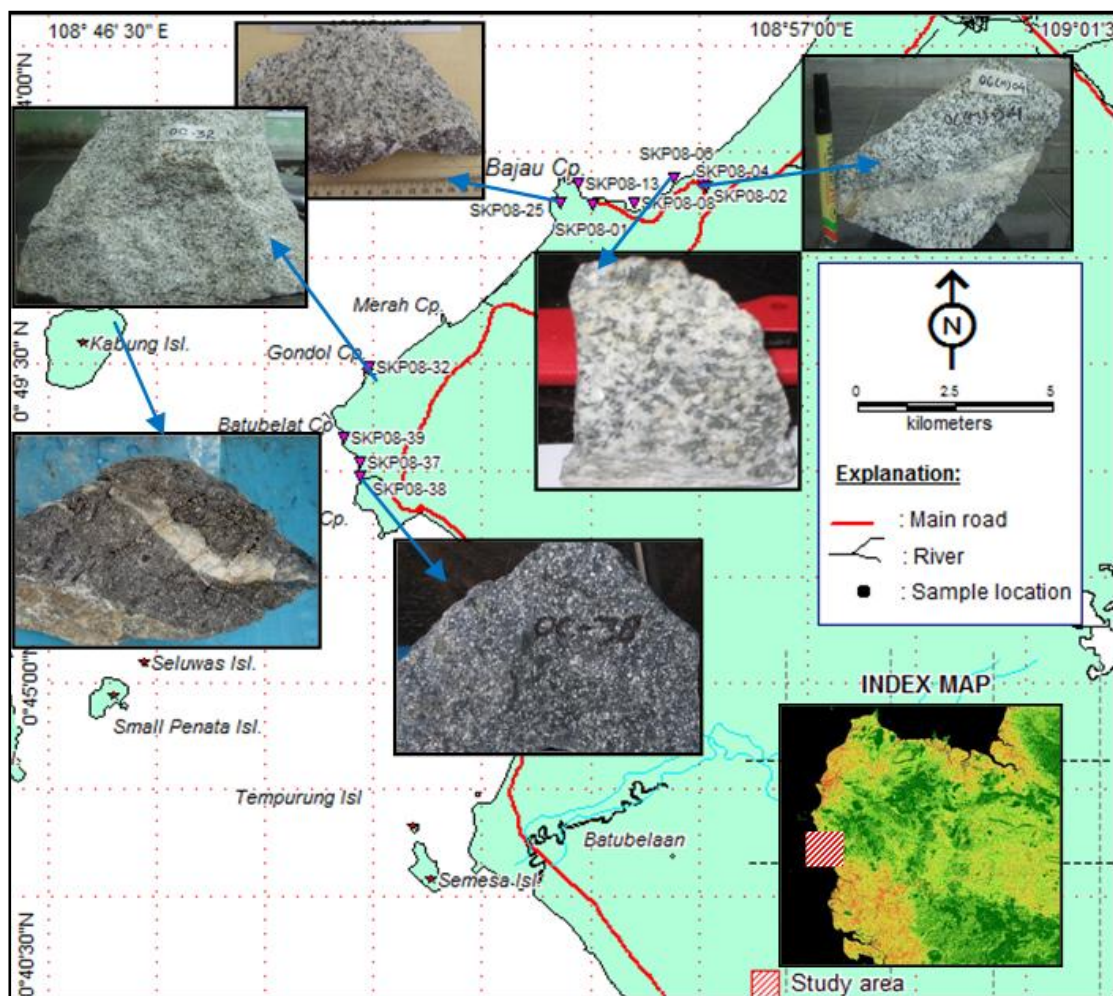 108° 46' 30" E
108°57'00" E
109°01'3
4'00"N
0° 49' 30" N
0°45'00"N
0°40'30"N
OC-32
OC-38
Bajau Cp.
SKP08-06
SKP08-04
SKP08-13
SKP08-02
SKP08-25
SKP08-08
SKP08-01
Merah Cp.
Kabung Isl.
Gondol Cp.
SKP08-32
Batubelat Cp
SKP08-39
SKP08-37
SKP08-38
Cp.
N
0 2.5 5
kilometers
Explanation:
: Main road
: River
: Sample location
Seluwas Isl.
Small Penata Isl.
Tempurung Isl
Batubelaan
Semesa Isl.
INDEX MAP
Study area